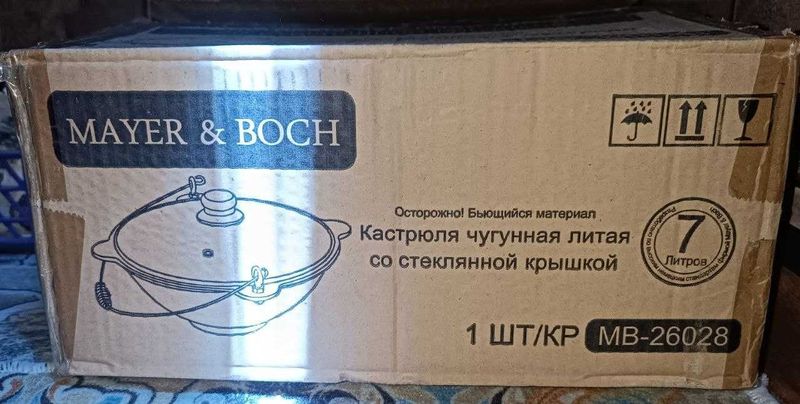 MAYER & BOCH
Осторожно! Бьющийся материал
Кастрюля чугунная литая
со стеклянной крышкой
7
Литров
1 ШТ/КР
MB-26028